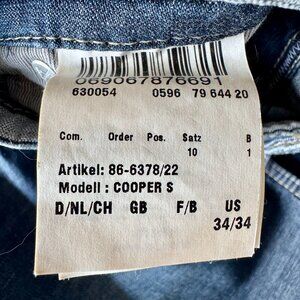 069067876691
630054 0596 79 644 20
Com. Order Pos. Satz B
10 1
Artikel: 86-6378/22
Modell : COOPER S
D/NL/CH GB F/B US
34/34